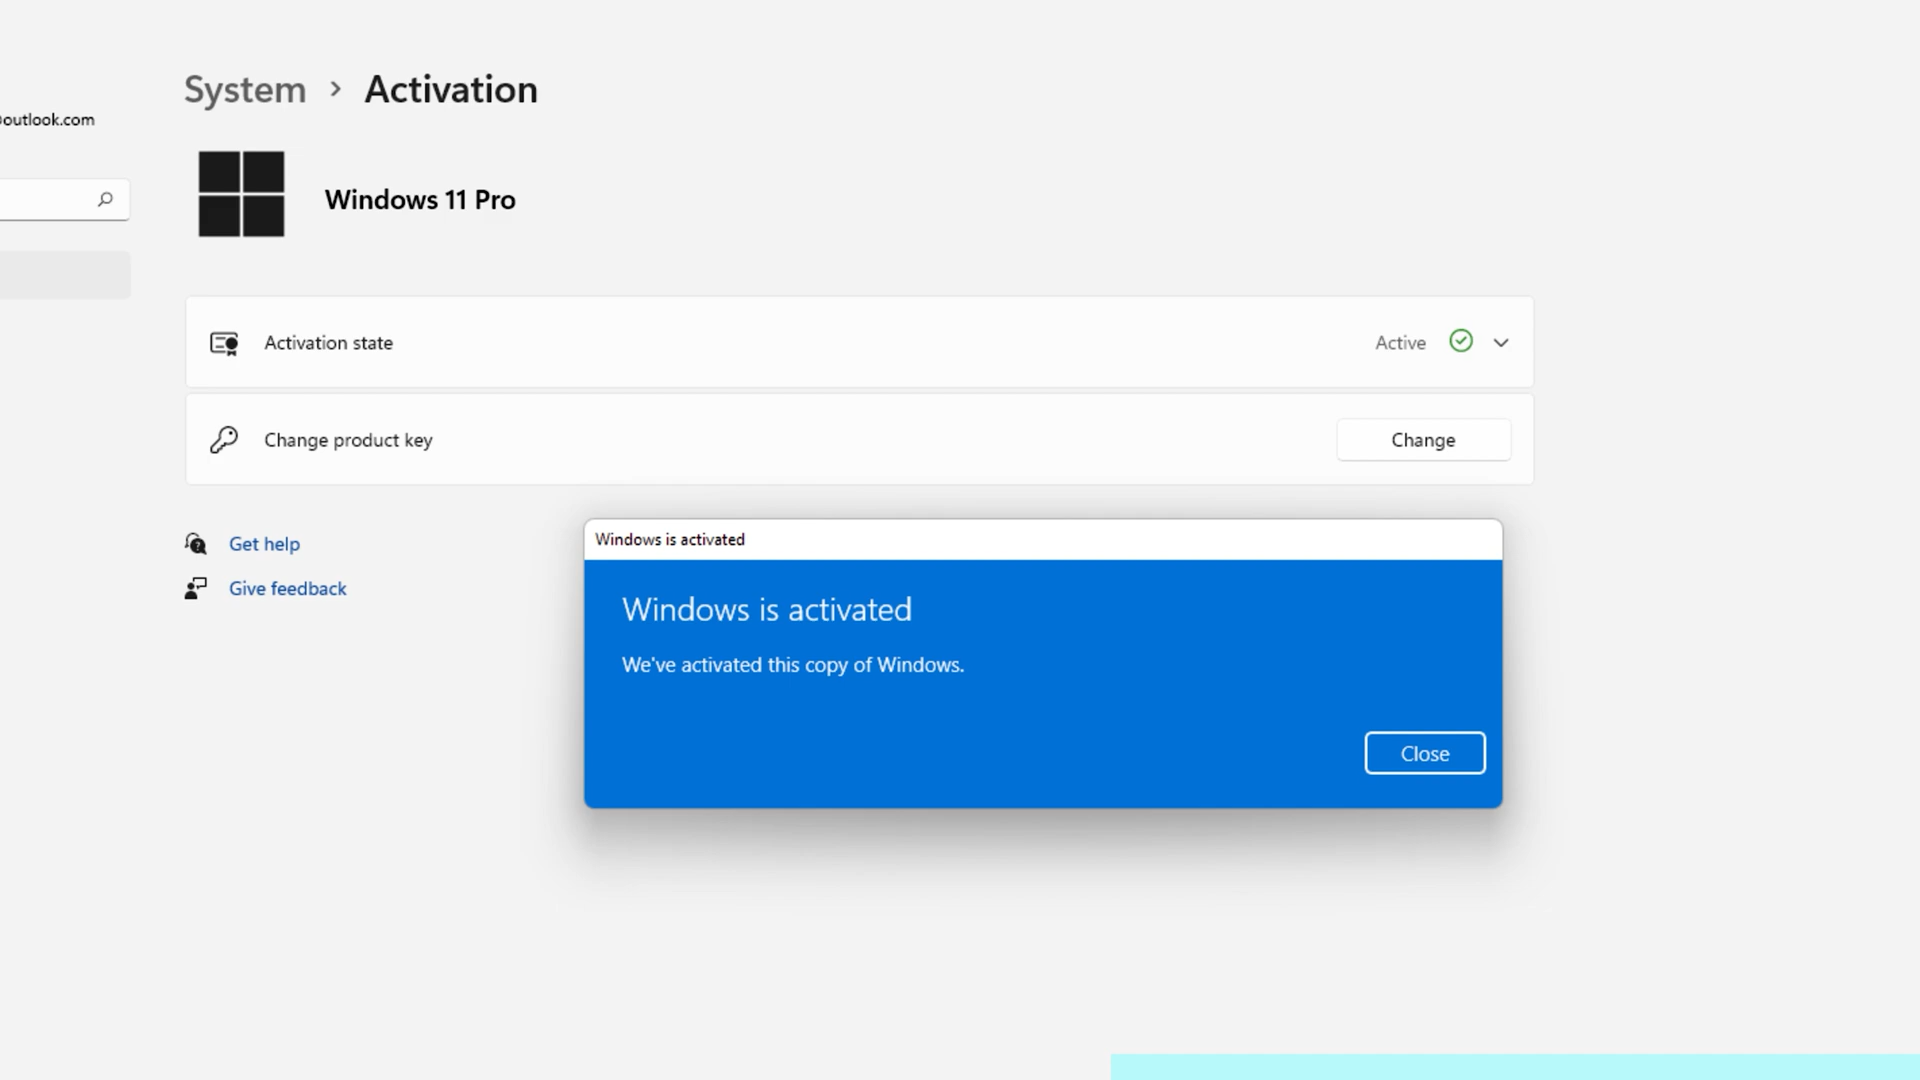 System > Activation
outlook.com
Windows 11 Pro
Activation state
Active
Change product key
Change
Get help
Give feedback
Windows is activated
Windows is activated
We've activated this copy of Windows.
Close